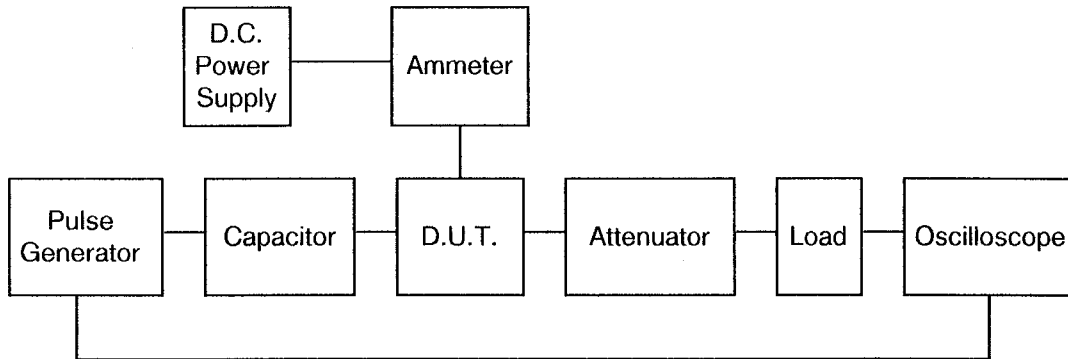 D.C.
Power
Supply
Ammeter
Pulse
Generator
Capacitor
D.U.T.
Attenuator
Load
Oscilloscope